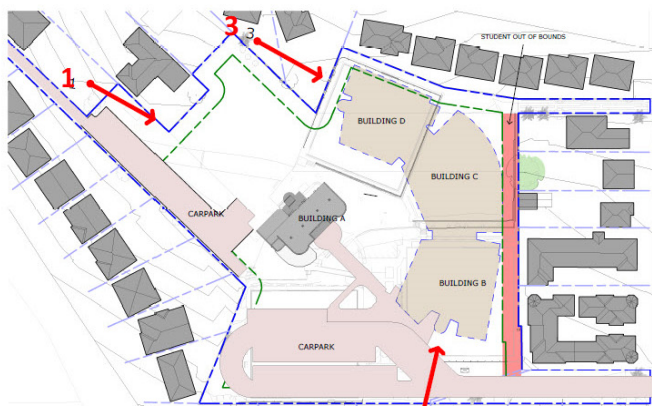 3
3
STUDENT OUT OF BOUNDS
1
1
BUILDING D
BUILDING C
CARPARK
BUILDING A
BUILDING B
CARPARK